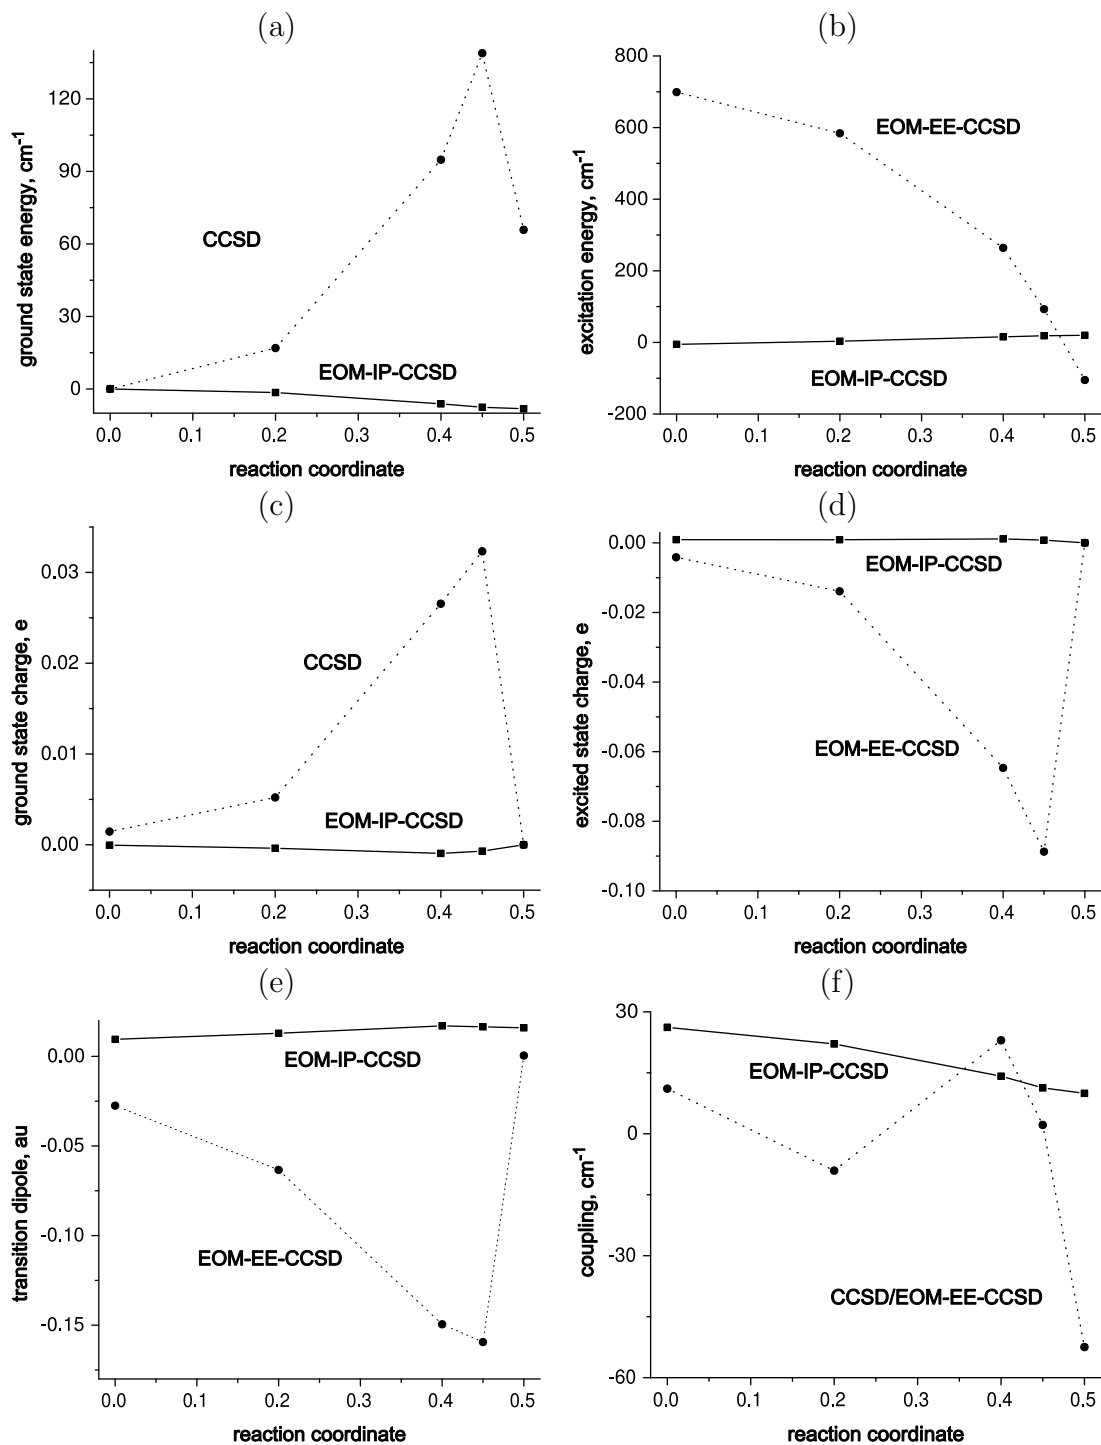 (a)
ground state energy, cm-1
120
90
60
30
0
CCSD
EOM-IP-CCSD
0.0 0.1 0.2 0.3 0.4 0.5
reaction coordinate
(b)
excitation energy, cm-1
800
600
400
200
0
-200
EOM-EE-CCSD
EOM-IP-CCSD
0.0 0.1 0.2 0.3 0.4 0.5
reaction coordinate
(c)
ground state charge, e
0.03
0.02
0.01
0.00
CCSD
EOM-IP-CCSD
0.0 0.1 0.2 0.3 0.4 0.5
reaction coordinate
(d)
excited state charge, e
0.00
-0.02
-0.04
-0.06
-0.08
-0.10
EOM-IP-CCSD
EOM-EE-CCSD
0.0 0.1 0.2 0.3 0.4 0.5
reaction coordinate
(e)
transition dipole, au
0.00
-0.05
-0.10
-0.15
EOM-IP-CCSD
EOM-EE-CCSD
0.0 0.1 0.2 0.3 0.4 0.5
reaction coordinate
(f)
coupling, cm-1
30
0
-30
-60
EOM-IP-CCSD
CCSD/EOM-EE-CCSD
0.0 0.1 0.2 0.3 0.4 0.5
reaction coordinate